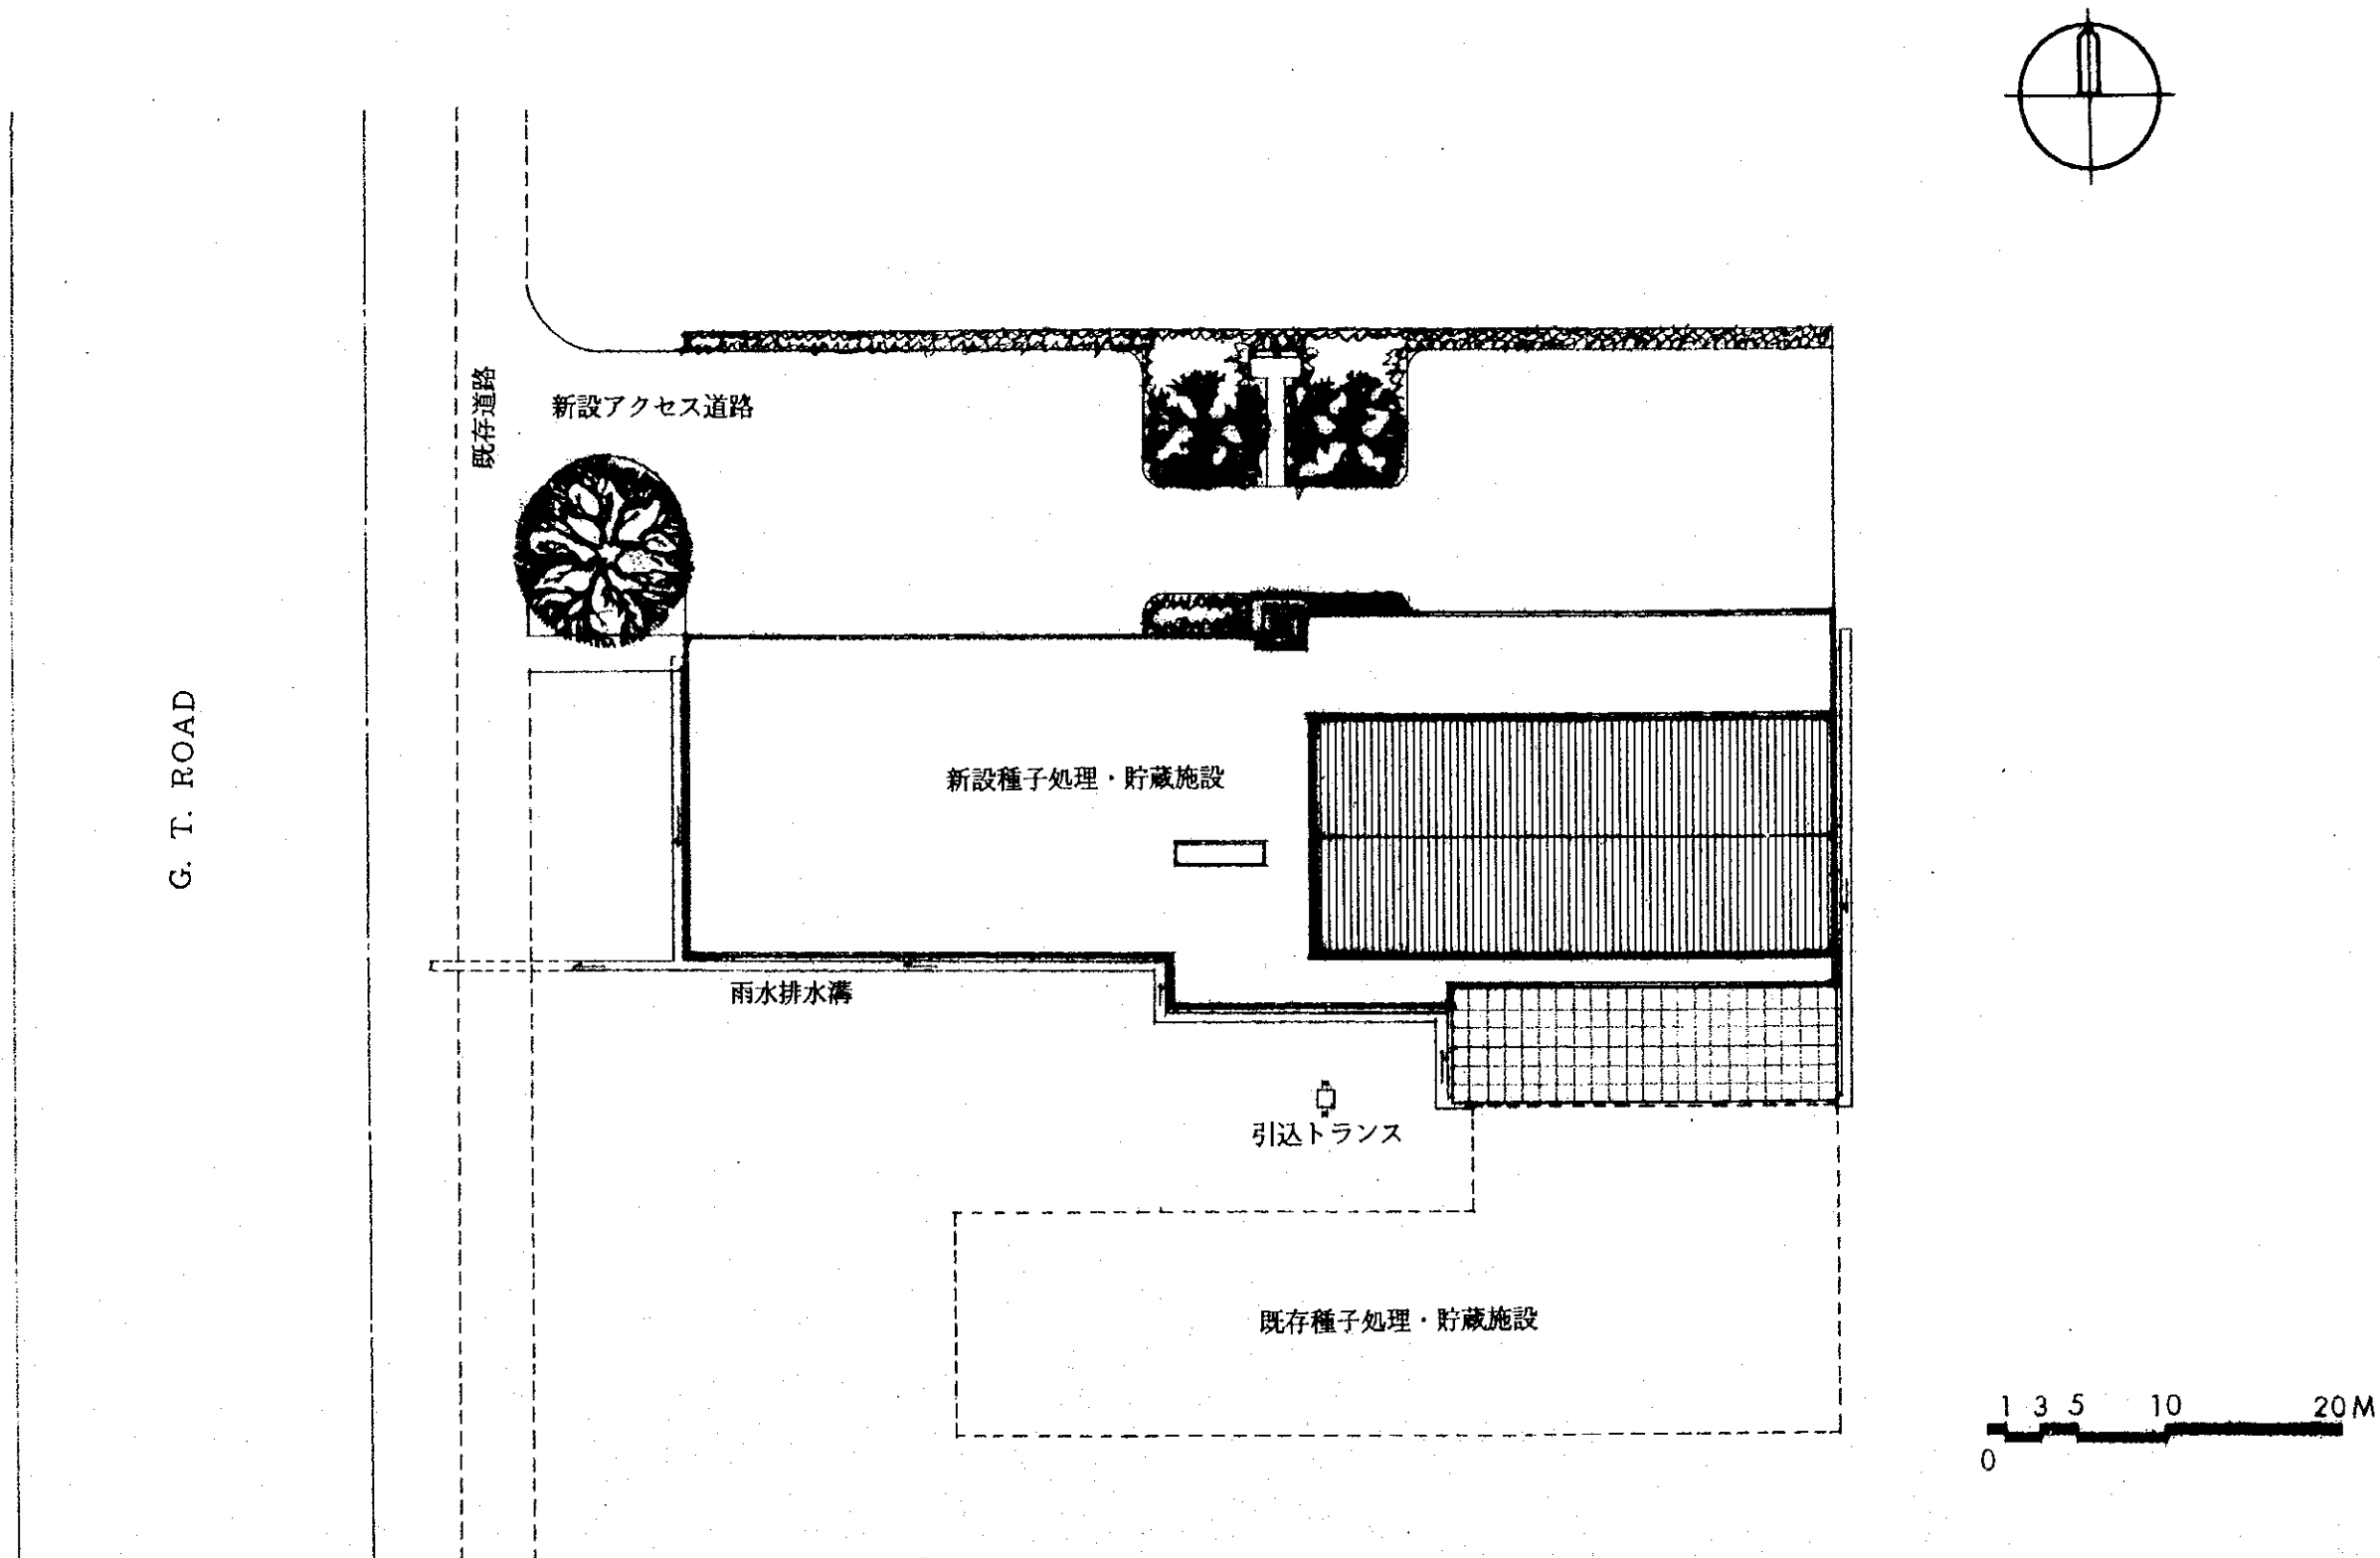 既存道路
新設アクセス道路
G. T. ROAD
新設種子処理・貯蔵施設
雨水排水溝
引込トランス
既存種子処理・貯蔵施設
1 3 5 10 20M
0